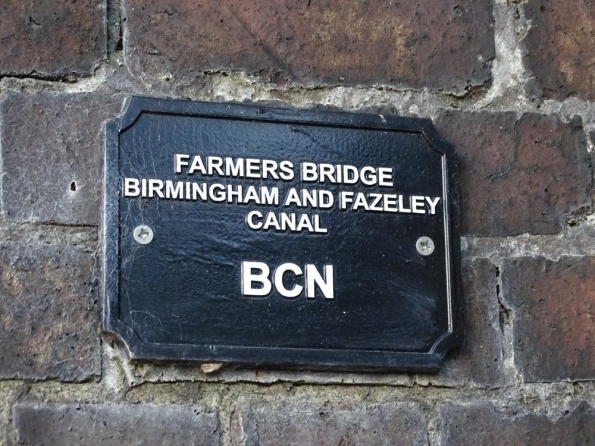 FARMERS BRIDGE
BIRMINGHAM AND FAZELEY
CANAL
BCN